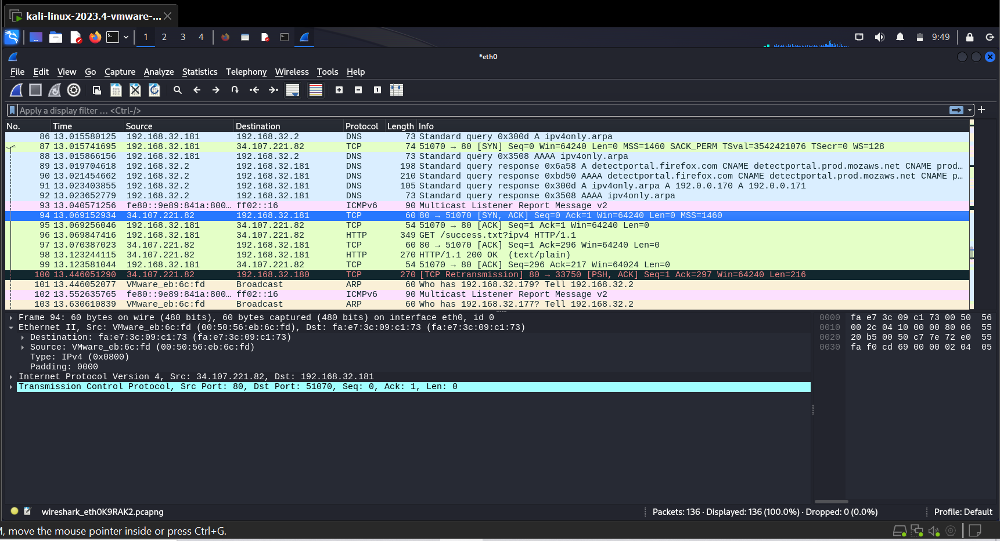 kali-linux-2023.4-vmware-...
1 2 3 4 9:49
*eth0
File Edit View Go Capture Analyze Statistics Telephony Wireless Tools Help
Apply a display filter … <Ctrl-/>
No. Time Source Destination Protocol Length Info
86 13.015580125 192.168.32.181 192.168.32.2 DNS 73 Standard query 0x300d A ipv4only.arpa
87 13.015741695 192.168.32.181 34.107.221.82 TCP 74 51070 → 80 [SYN] Seq=0 Win=64240 Len=0 MSS=1460 SACK_PERM TSval=3542421076 TSecr=0 WS=128
88 13.015866156 192.168.32.181 192.168.32.2 DNS 73 Standard query 0x3508 AAAA ipv4only.arpa
89 13.019704618 192.168.32.2 192.168.32.181 DNS 198 Standard query response 0x6a58 A detectportal.firefox.com CNAME detectportal.prod.mozaws.net CNAME prod…
90 13.021454662 192.168.32.2 192.168.32.181 DNS 210 Standard query response 0xbd50 AAAA detectportal.firefox.com CNAME detectportal.prod.mozaws.net CNAME p…
91 13.023403855 192.168.32.2 192.168.32.181 DNS 105 Standard query response 0x300d A ipv4only.arpa A 192.0.0.170 A 192.0.0.171
92 13.023652779 192.168.32.2 192.168.32.181 DNS 73 Standard query response 0x3508 AAAA ipv4only.arpa
93 13.040571256 fe80::9e89:841a:800… ff02::16 ICMPv6 90 Multicast Listener Report Message v2
94 13.069152934 34.107.221.82 192.168.32.181 TCP 60 80 → 51070 [SYN, ACK] Seq=0 Ack=1 Win=64240 Len=0 MSS=1460
95 13.069256046 192.168.32.181 34.107.221.82 TCP 54 51070 → 80 [ACK] Seq=1 Ack=1 Win=64240 Len=0
96 13.069847416 192.168.32.181 34.107.221.82 HTTP 349 GET /success.txt?ipv4 HTTP/1.1
97 13.070387023 34.107.221.82 192.168.32.181 TCP 60 80 → 51070 [ACK] Seq=1 Ack=296 Win=64240 Len=0
98 13.123244115 34.107.221.82 192.168.32.181 HTTP 270 HTTP/1.1 200 OK (text/plain)
99 13.123581044 192.168.32.181 34.107.221.82 TCP 54 51070 → 80 [ACK] Seq=296 Ack=217 Win=64024 Len=0
100 13.446051290 34.107.221.82 192.168.32.180 TCP 270 [TCP Retransmission] 80 → 33750 [PSH, ACK] Seq=1 Ack=297 Win=64240 Len=216
101 13.446052077 VMware_eb:6c:fd Broadcast ARP 60 Who has 192.168.32.179? Tell 192.168.32.2
102 13.552635765 fe80::9e89:841a:800… ff02::16 ICMPv6 90 Multicast Listener Report Message v2
103 13.630610839 VMware_eb:6c:fd Broadcast ARP 60 Who has 192.168.32.177? Tell 192.168.32.2
Frame 94: 60 bytes on wire (480 bits), 60 bytes captured (480 bits) on interface eth0, id 0
Ethernet II, Src: VMware_eb:6c:fd (00:50:56:eb:6c:fd), Dst: fa:e7:3c:09:c1:73 (fa:e7:3c:09:c1:73)
Destination: fa:e7:3c:09:c1:73 (fa:e7:3c:09:c1:73)
Source: VMware_eb:6c:fd (00:50:56:eb:6c:fd)
Type: IPv4 (0x0800)
Padding: 0000
Internet Protocol Version 4, Src: 34.107.221.82, Dst: 192.168.32.181
Transmission Control Protocol, Src Port: 80, Dst Port: 51070, Seq: 0, Ack: 1, Len: 0
0000 fa e7 3c 09 c1 73 00 50 56
0010 00 2c 04 10 00 00 80 06 55
0020 20 b5 00 50 c7 7e 72 e0 55
0030 fa f0 cd 69 00 00 02 04 05
wireshark_eth0K9RAK2.pcapng
Packets: 136 · Displayed: 136 (100.0%) · Dropped: 0 (0.0%)
Profile: Default
M, move the mouse pointer inside or press Ctrl+G.